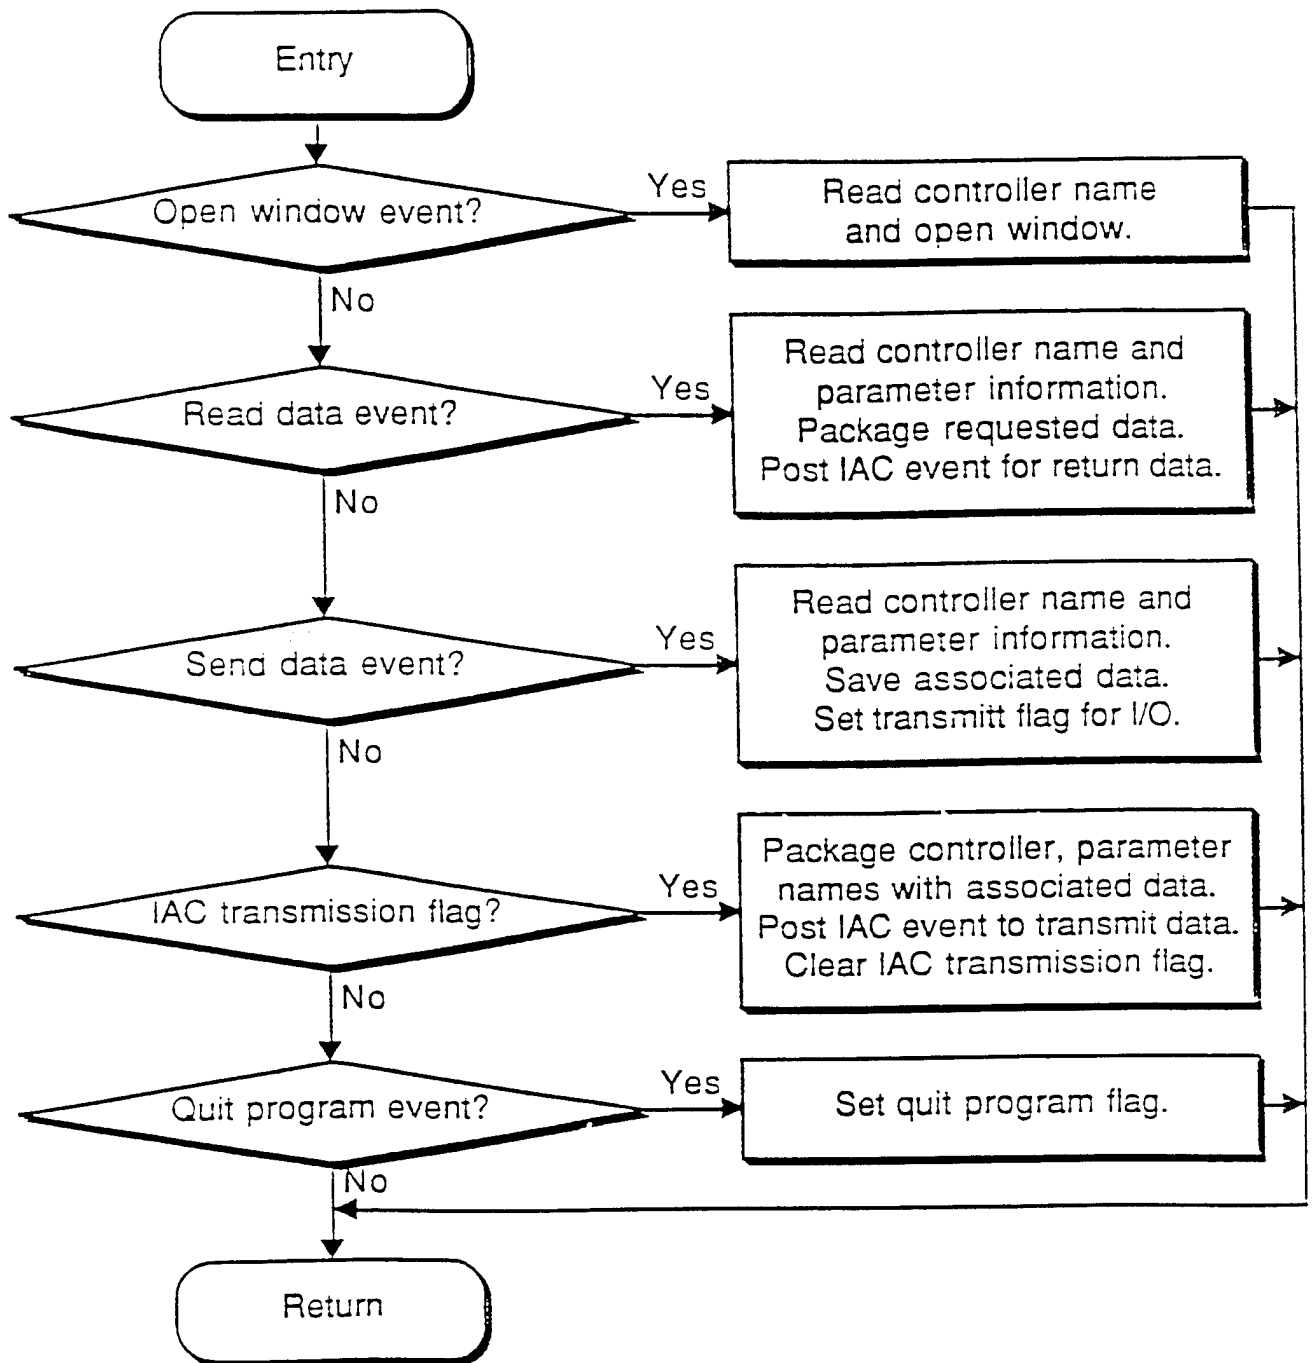 Entry
Open window event?
Yes
Read controller name
and open window.
No
Read data event?
Yes
Read controller name and
parameter information.
Package requested data.
Post IAC event for return data.
No
Send data event?
Yes
Read controller name and
parameter information.
Save associated data.
Set transmitt flag for I/O.
No
IAC transmission flag?
Yes
Package controller, parameter
names with associated data.
Post IAC event to transmit data.
Clear IAC transmission flag.
No
Quit program event?
Yes
Set quit program flag.
No
Return